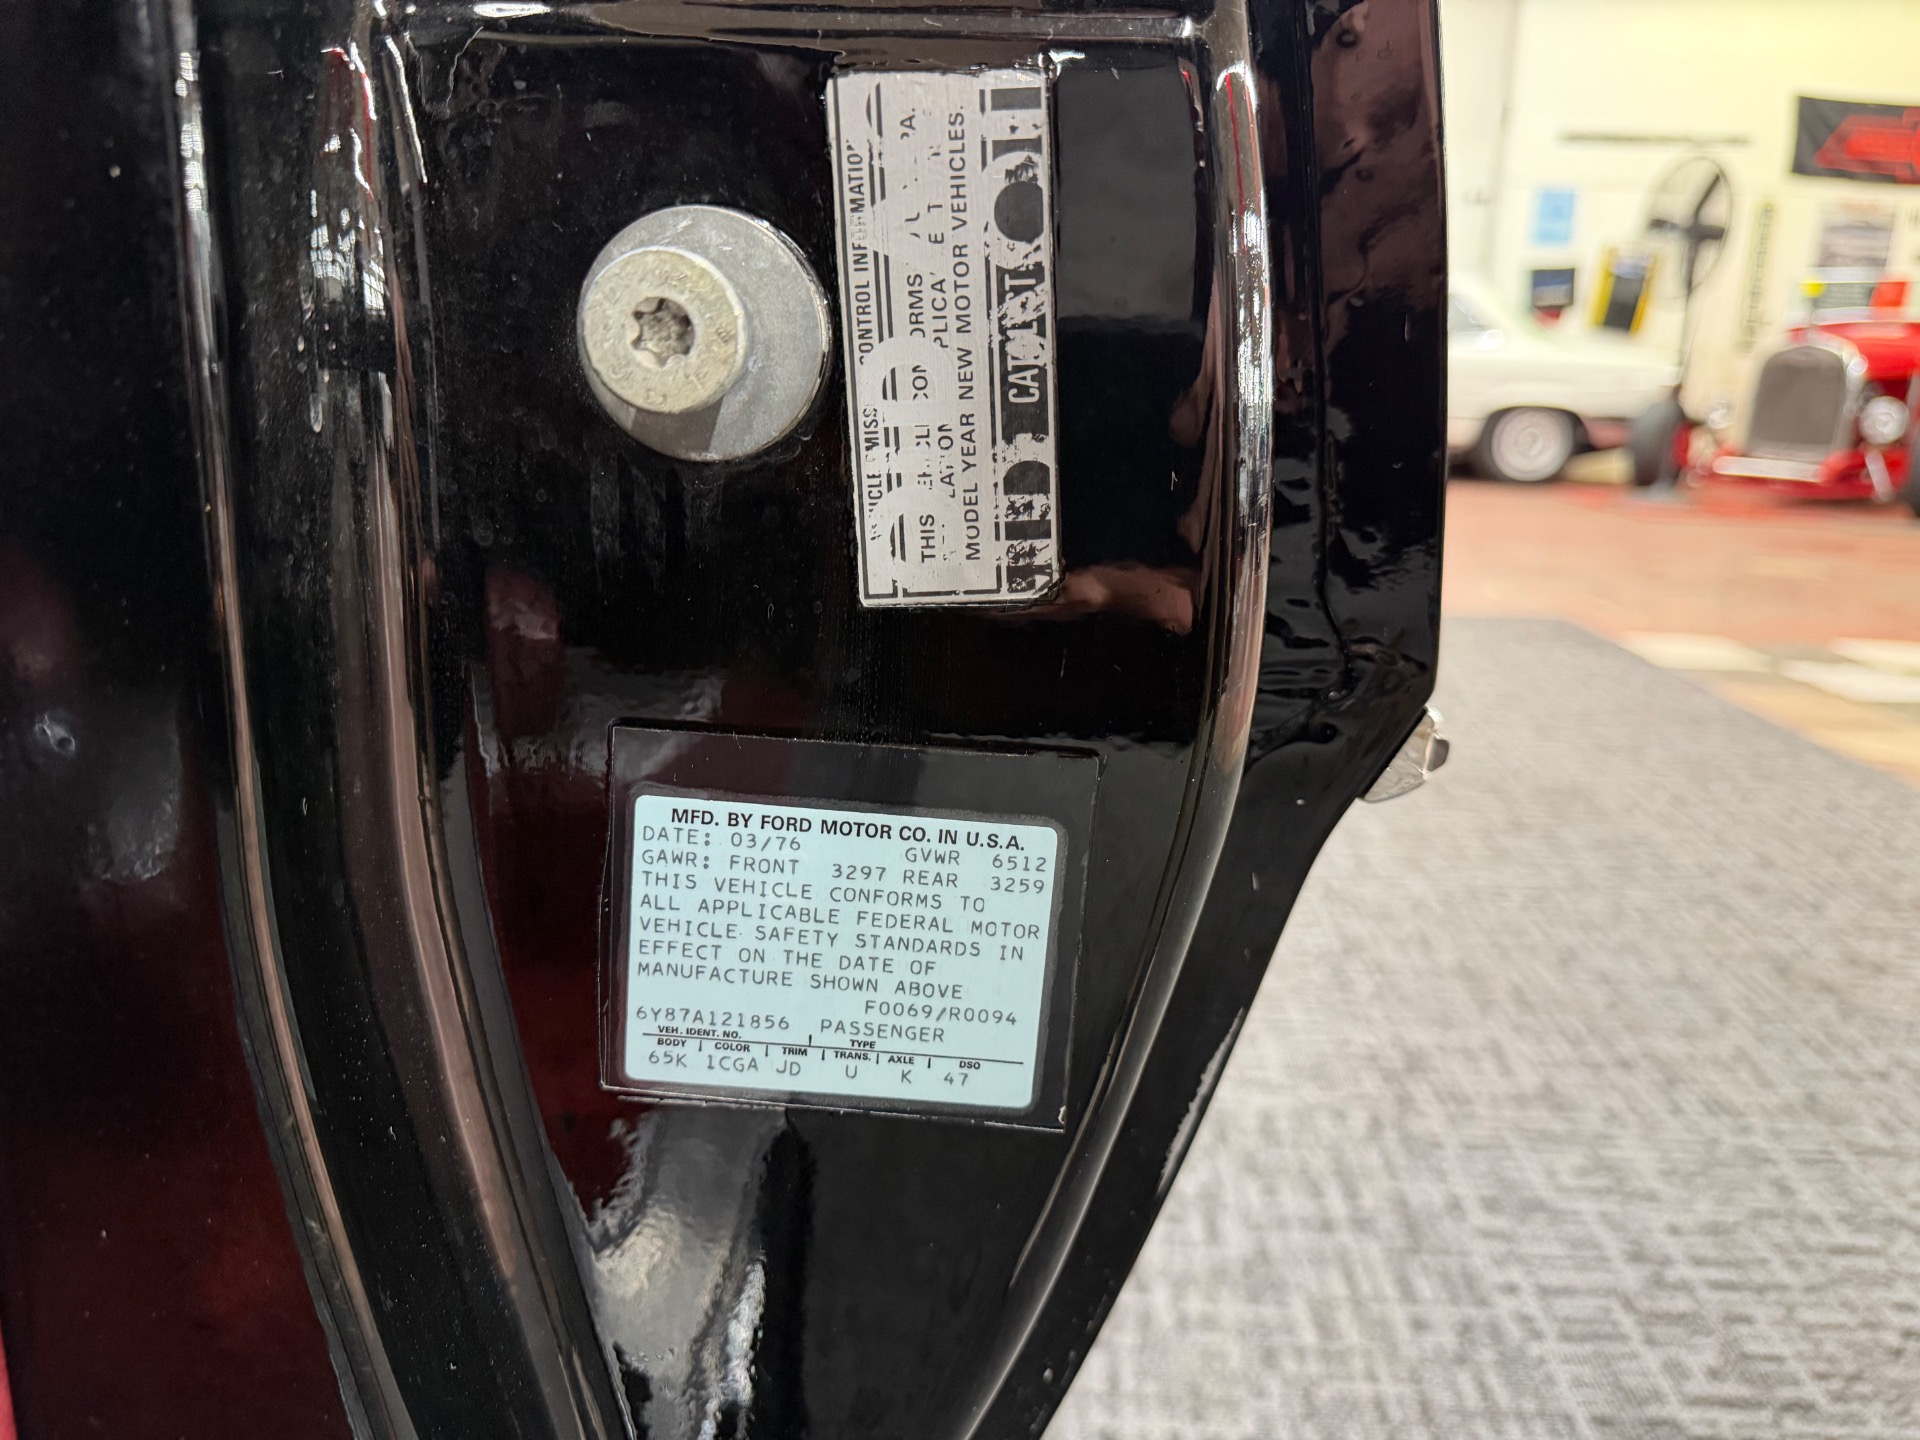 CONTROL INFORMATION
THIS
MODEL YEAR NEW MOTOR VEHICLES.
MFD. BY FORD MOTOR CO. IN U.S.A.
DATE: 03/76 GVWR 6512
GAWR: FRONT 3297 REAR 3259
THIS VEHICLE CONFORMS TO
ALL APPLICABLE FEDERAL MOTOR
VEHICLE SAFETY STANDARDS IN
EFFECT ON THE DATE OF
MANUFACTURE SHOWN ABOVE
F0069/R0094
6Y87A121856 PASSENGER
VEH. IDENT. NO. TYPE
BODY COLOR TRIM TRANS. AXLE DSO
65K 1CGA JD U K 47